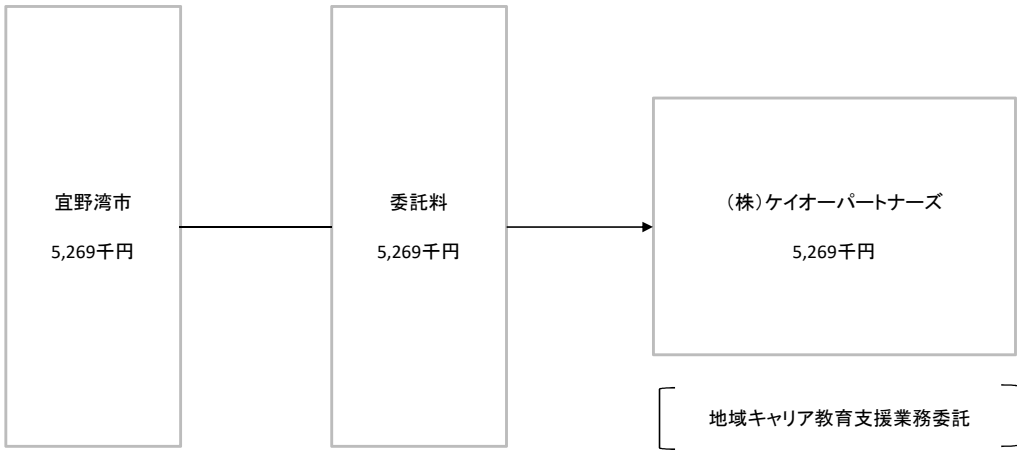 宜野湾市
5,269千円
委託料
5,269千円
(株)ケイオーパートナーズ
5,269千円
地域キャリア教育支援業務委託